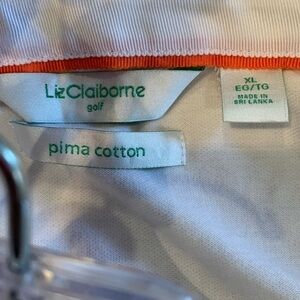 LizClaiborne
golf
pima cotton
XL
EG/TG
MADE IN
SRI LANKA